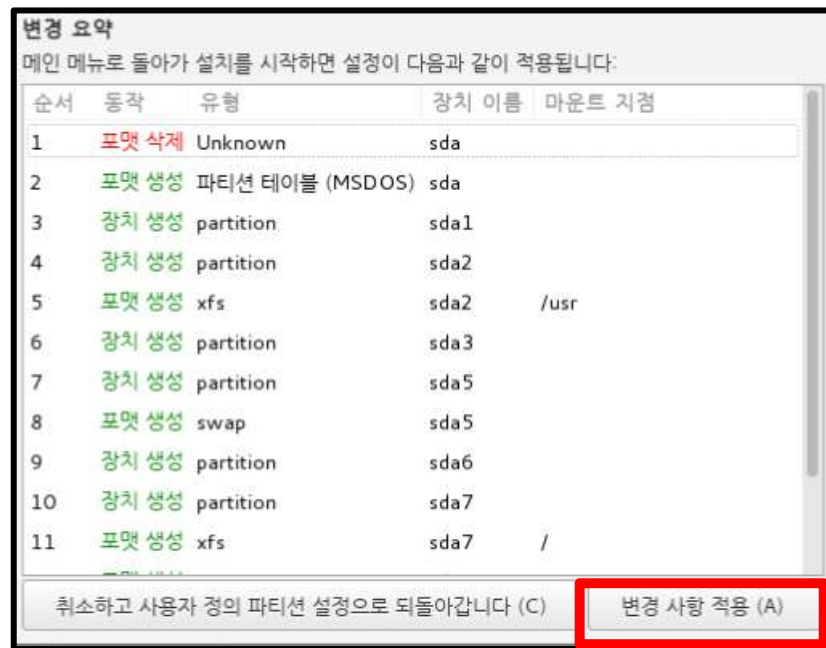 변경 요약
메인 메뉴로 돌아가 설치를 시작하면 설정이 다음과 같이 적용됩니다:
순서 동작 유형 장치 이름 마운트 지점
1 포맷 삭제 Unknown sda
2 포맷 생성 파티션 테이블 (MSDOS) sda
3 장치 생성 partition sda1
4 장치 생성 partition sda2
5 포맷 생성 xfs sda2 /usr
6 장치 생성 partition sda3
7 장치 생성 partition sda5
8 포맷 생성 swap sda5
9 장치 생성 partition sda6
10 장치 생성 partition sda7
11 포맷 생성 xfs sda7 /
취소하고 사용자 정의 파티션 설정으로 되돌아갑니다 (C) 변경 사항 적용 (A)